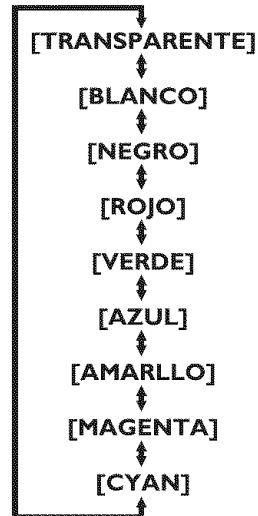 [TRANSPARENTE]
[BLANCO]
[NEGRO]
[ROJO]
[VERDE]
[AZUL]
[AMARLLO]
[MAGENTA]
[CYAN]